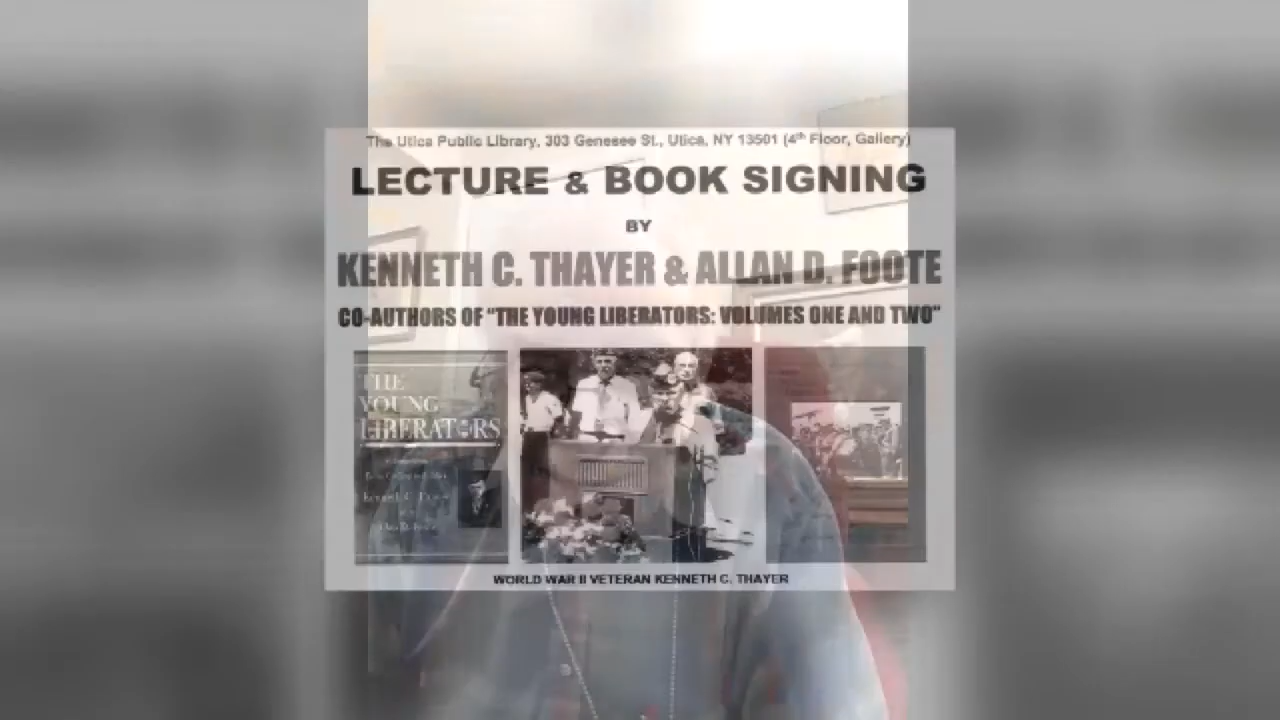 The Utica Public Library, 303 Genesee St., Utica, NY 13501 (4th Floor, Gallery)
LECTURE & BOOK SIGNING
BY
KENNETH C. THAYER & ALLAN D. FOOTE
CO-AUTHORS OF "THE YOUNG LIBERATORS: VOLUMES ONE AND TWO"
THE
YOUNG
LIBERATORS
WORLD WAR II VETERAN KENNETH C. THAYER